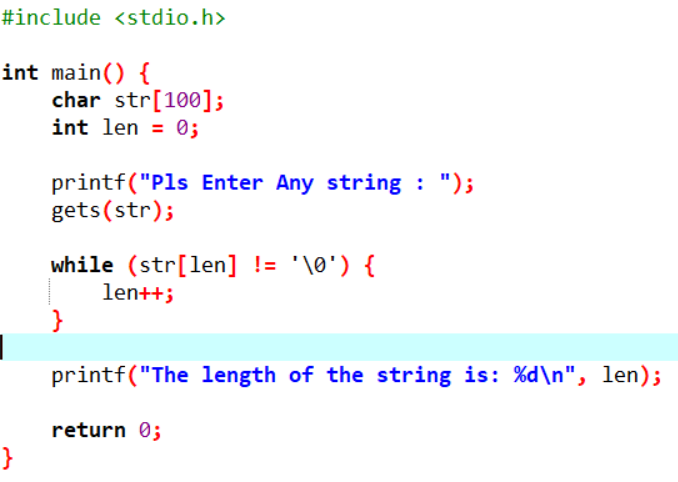 #include <stdio.h>
int main() {
    char str[100];
    int len = 0;
    printf("Pls Enter Any string : ");
    gets(str);
    while (str[len] != '\0') {
        len++;
    }
    printf("The length of the string is: %d\n", len);
    return 0;
}